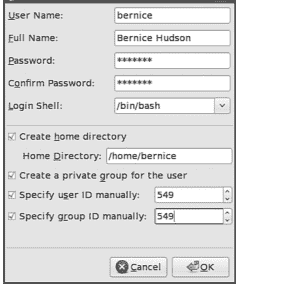 User Name: bernice
Full Name: Bernice Hudson
Password: *******
Confirm Password: *******
Login Shell: /bin/bash
Create home directory
Home Directory: /home/bernice
Create a private group for the user
Specify user ID manually: 549
Specify group ID manually: 549
Cancel OK